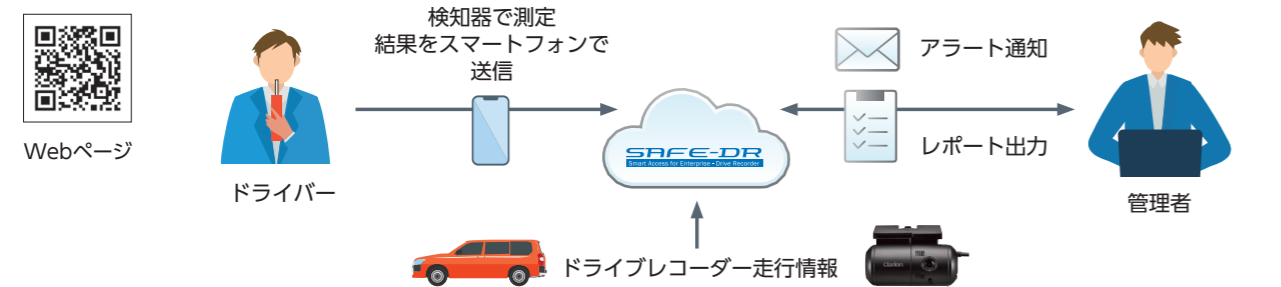 Webページ
ドライバー
検知器で測定
結果をスマートフォンで
送信
SAFE-DR
Smart Access for Enterprise - Drive Recorder
アラート通知
レポート出力
管理者
ドライブレコーダー走行情報
Clarion